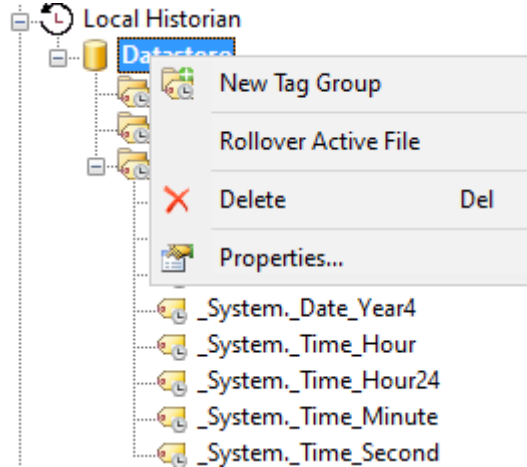 Local Historian
Datastore
New Tag Group
Rollover Active File
Delete Del
Properties...
_System._Date_Year4
_System._Time_Hour
_System._Time_Hour24
_System._Time_Minute
_System._Time_Second